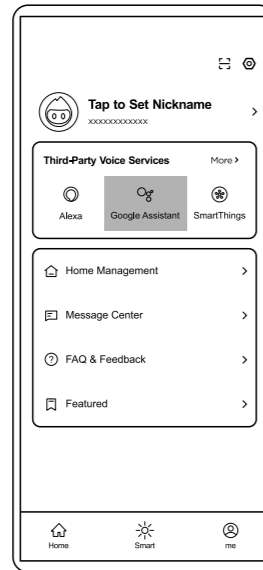 Tap to Set Nickname
xxxxxxxxxxxx
Third-Party Voice Services More
Alexa Google Assistant SmartThings
Home Management
Message Center
FAQ & Feedback
Featured
Home Smart me